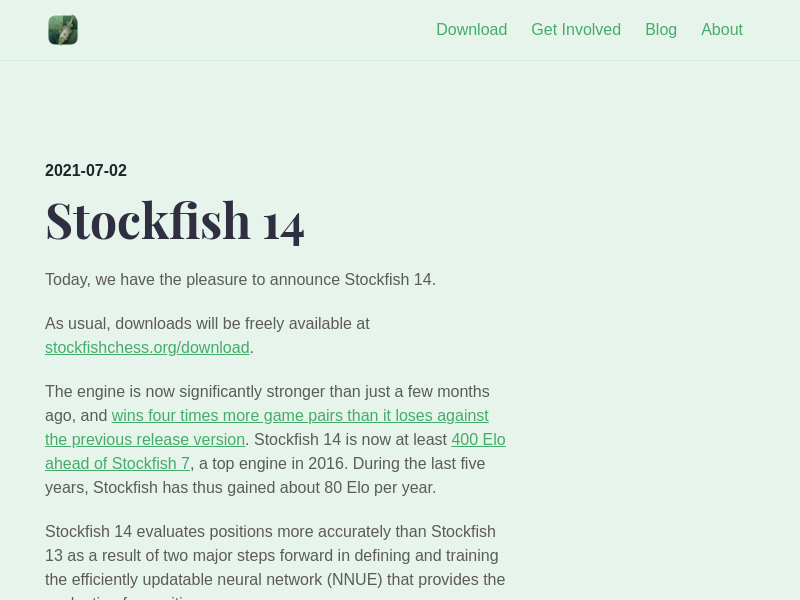 Download Get Involved Blog About
2021-07-02
Stockfish 14
Today, we have the pleasure to announce Stockfish 14.
As usual, downloads will be freely available at
stockfishchess.org/download.
The engine is now significantly stronger than just a few months
ago, and wins four times more game pairs than it loses against
the previous release version. Stockfish 14 is now at least 400 Elo
ahead of Stockfish 7, a top engine in 2016. During the last five
years, Stockfish has thus gained about 80 Elo per year.
Stockfish 14 evaluates positions more accurately than Stockfish
13 as a result of two major steps forward in defining and training
the efficiently updatable neural network (NNUE) that provides the